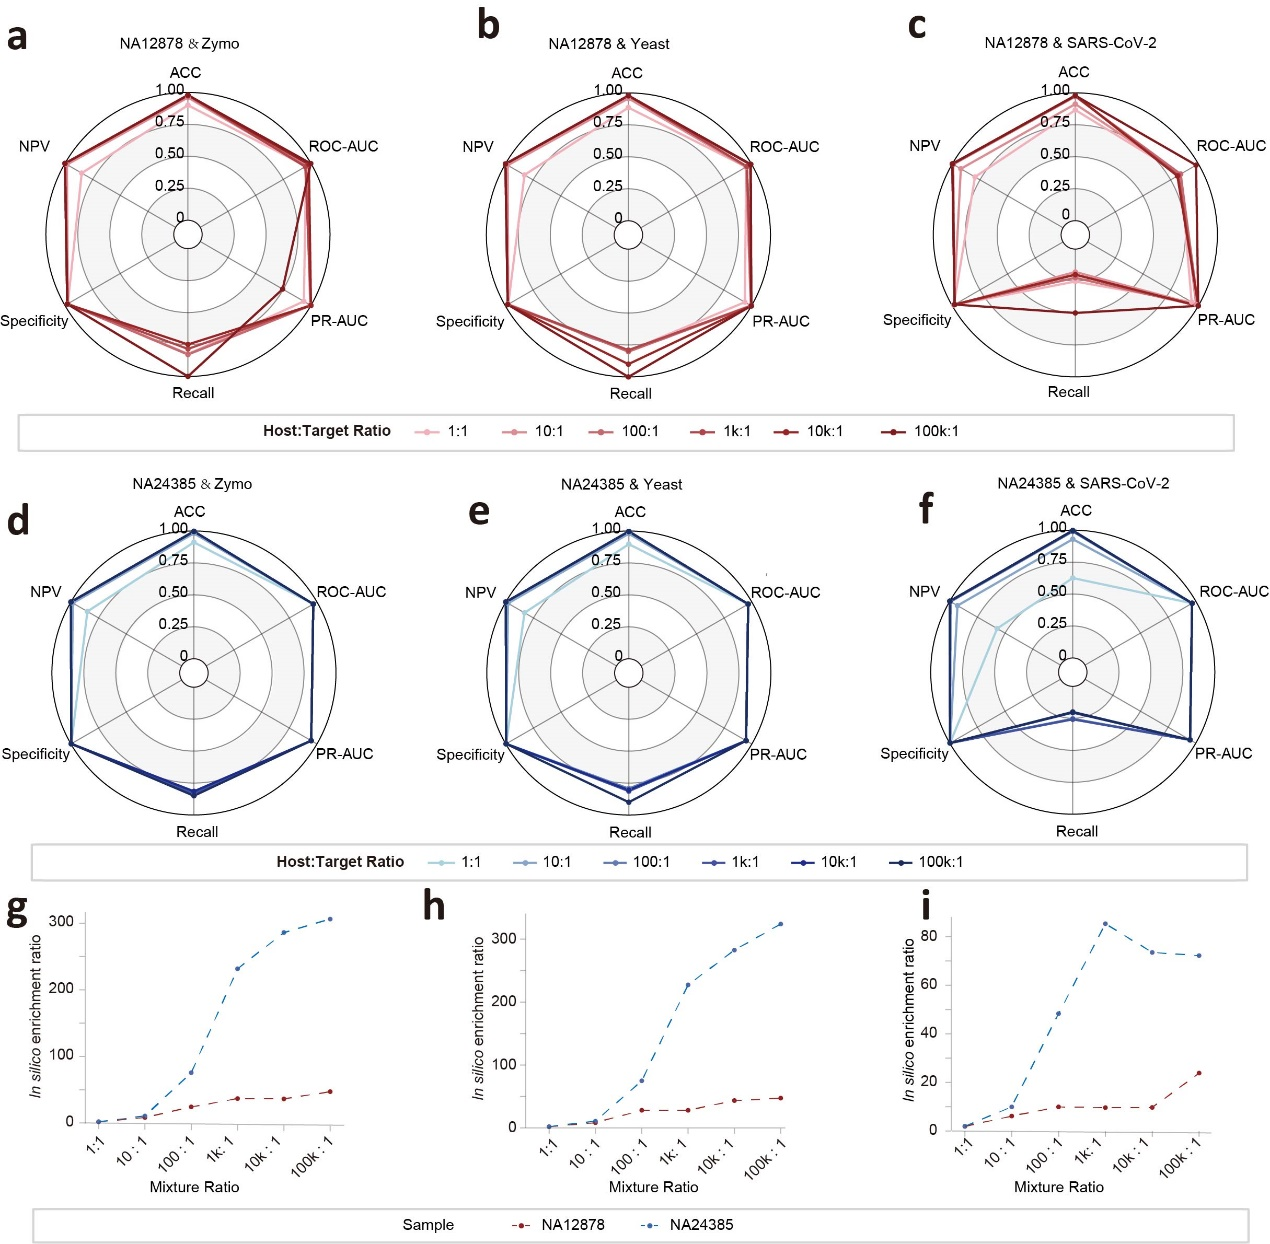 a
NA12878 & Zymo
ACC
1.00
0.75
0.50
0.25
0
NPV
ROC-AUC
Specificity
PR-AUC
Recall
b
NA12878 & Yeast
ACC
1.00
0.75
0.50
0.25
0
NPV
ROC-AUC
Specificity
PR-AUC
Recall
c
NA12878 & SARS-CoV-2
ACC
1.00
0.75
0.50
0.25
0
NPV
ROC-AUC
Specificity
PR-AUC
Recall
Host:Target Ratio 1:1 10:1 100:1 1k:1 10k:1 100k:1
d
NA24385 & Zymo
ACC
1.00
0.75
0.50
0.25
0
NPV
ROC-AUC
Specificity
PR-AUC
Recall
e
NA24385 & Yeast
ACC
1.00
0.75
0.50
0.25
0
NPV
ROC-AUC
Specificity
PR-AUC
Recall
f
NA24385 & SARS-CoV-2
ACC
1.00
0.75
0.50
0.25
0
NPV
ROC-AUC
Specificity
PR-AUC
Recall
Host:Target Ratio 1:1 10:1 100:1 1k:1 10k:1 100k:1
g
In silico enrichment ratio
300
200
100
0
1:1 10:1 100:1 1k:1 10k:1 100k:1
Mixture Ratio
h
In silico enrichment ratio
300
200
100
0
1:1 10:1 100:1 1k:1 10k:1 100k:1
Mixture Ratio
i
In silico enrichment ratio
80
60
40
20
0
1:1 10:1 100:1 1k:1 10k:1 100k:1
Mixture Ratio
Sample NA12878 NA24385